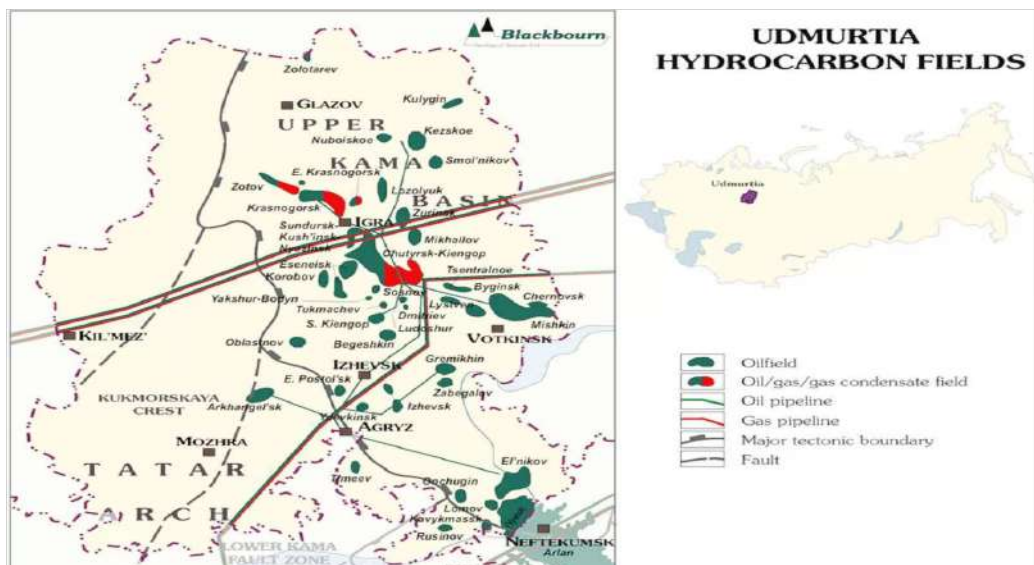 Blackbourn
UDMURTIA
HYDROCARBON FIELDS
Zolotarev
GLAZOV
Kulygin
UPPER
Nuboiskoe
Kezskoe
KAMA
Smol'nikov
E. Krasnogorsk
Zotov
Lozolyuk
BASIN
Krasnogorsk
Zurinsk
Sundursk-
IGRA
Kush'insk
Mikhailov
Chutyrsk-Kiengop
Eseneisk
Tsentralnoe
Korobov
Byginsk
Sosnov
Chernovsk
Yakshur-Bodyn
Lystven
Tukmachev
Dmitriev
Mishkin
S. Kiengop
Ludoshur
KIL'MEZ'
VOTKINSK
Oblastnov
Begeshkin
Gremikhin
IZHEVSK
E. Postol'sk
Zabegalov
KUKMORSKAYA
CREST
Arkhangel'sk
Izhevsk
AGRYZ
MOZHRA
El'nikov
TATAR
Timeev
ARCH
Lomov
Rusinov
NEFTEKUMSK
Arlan
LOWER KAMA
FAULT ZONE
Udmurtia
Oilfield
Oil/gas/gas condensate field
Oil pipeline
Gas pipeline
Major tectonic boundary
Fault